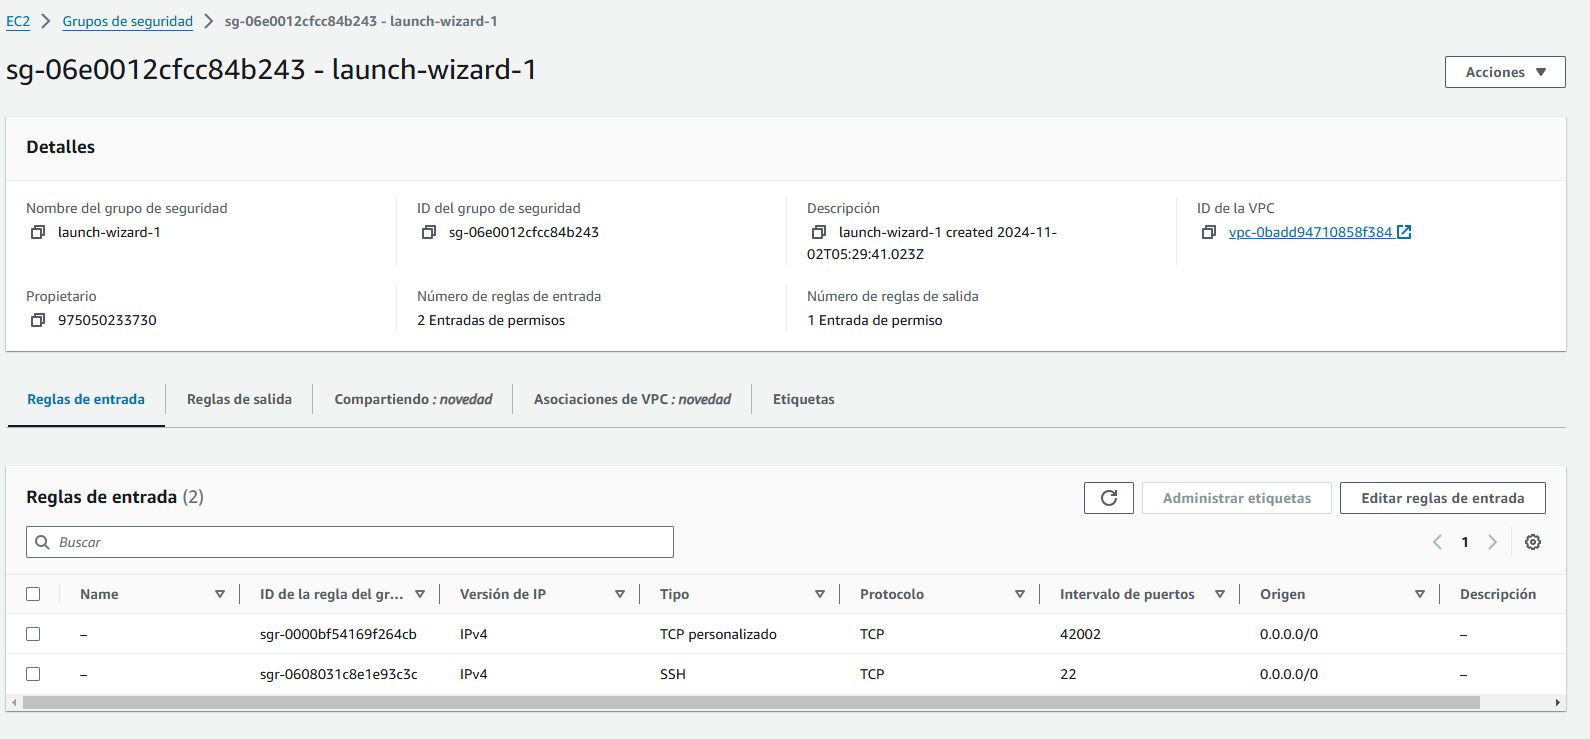 EC2 > Grupos de seguridad > sg-06e0012cfcc84b243 - launch-wizard-1
sg-06e0012cfcc84b243 - launch-wizard-1
Acciones
Detalles
Nombre del grupo de seguridad
launch-wizard-1
ID del grupo de seguridad
sg-06e0012cfcc84b243
Descripción
launch-wizard-1 created 2024-11-
02T05:29:41.023Z
ID de la VPC
vpc-0badd94710858f384
Propietario
975050233730
Número de reglas de entrada
2 Entradas de permisos
Número de reglas de salida
1 Entrada de permiso
Reglas de entrada Reglas de salida Compartiendo : novedad Asociaciones de VPC : novedad Etiquetas
Reglas de entrada (2)
Administrar etiquetas Editar reglas de entrada
Buscar
1
Name ID de la regla del gr... Versión de IP Tipo Protocolo Intervalo de puertos Origen Descripción
– sgr-0000bf54169f264cb IPv4 TCP personalizado TCP 42002 0.0.0.0/0 –
– sgr-0608031c8e1e93c3c IPv4 SSH TCP 22 0.0.0.0/0 –